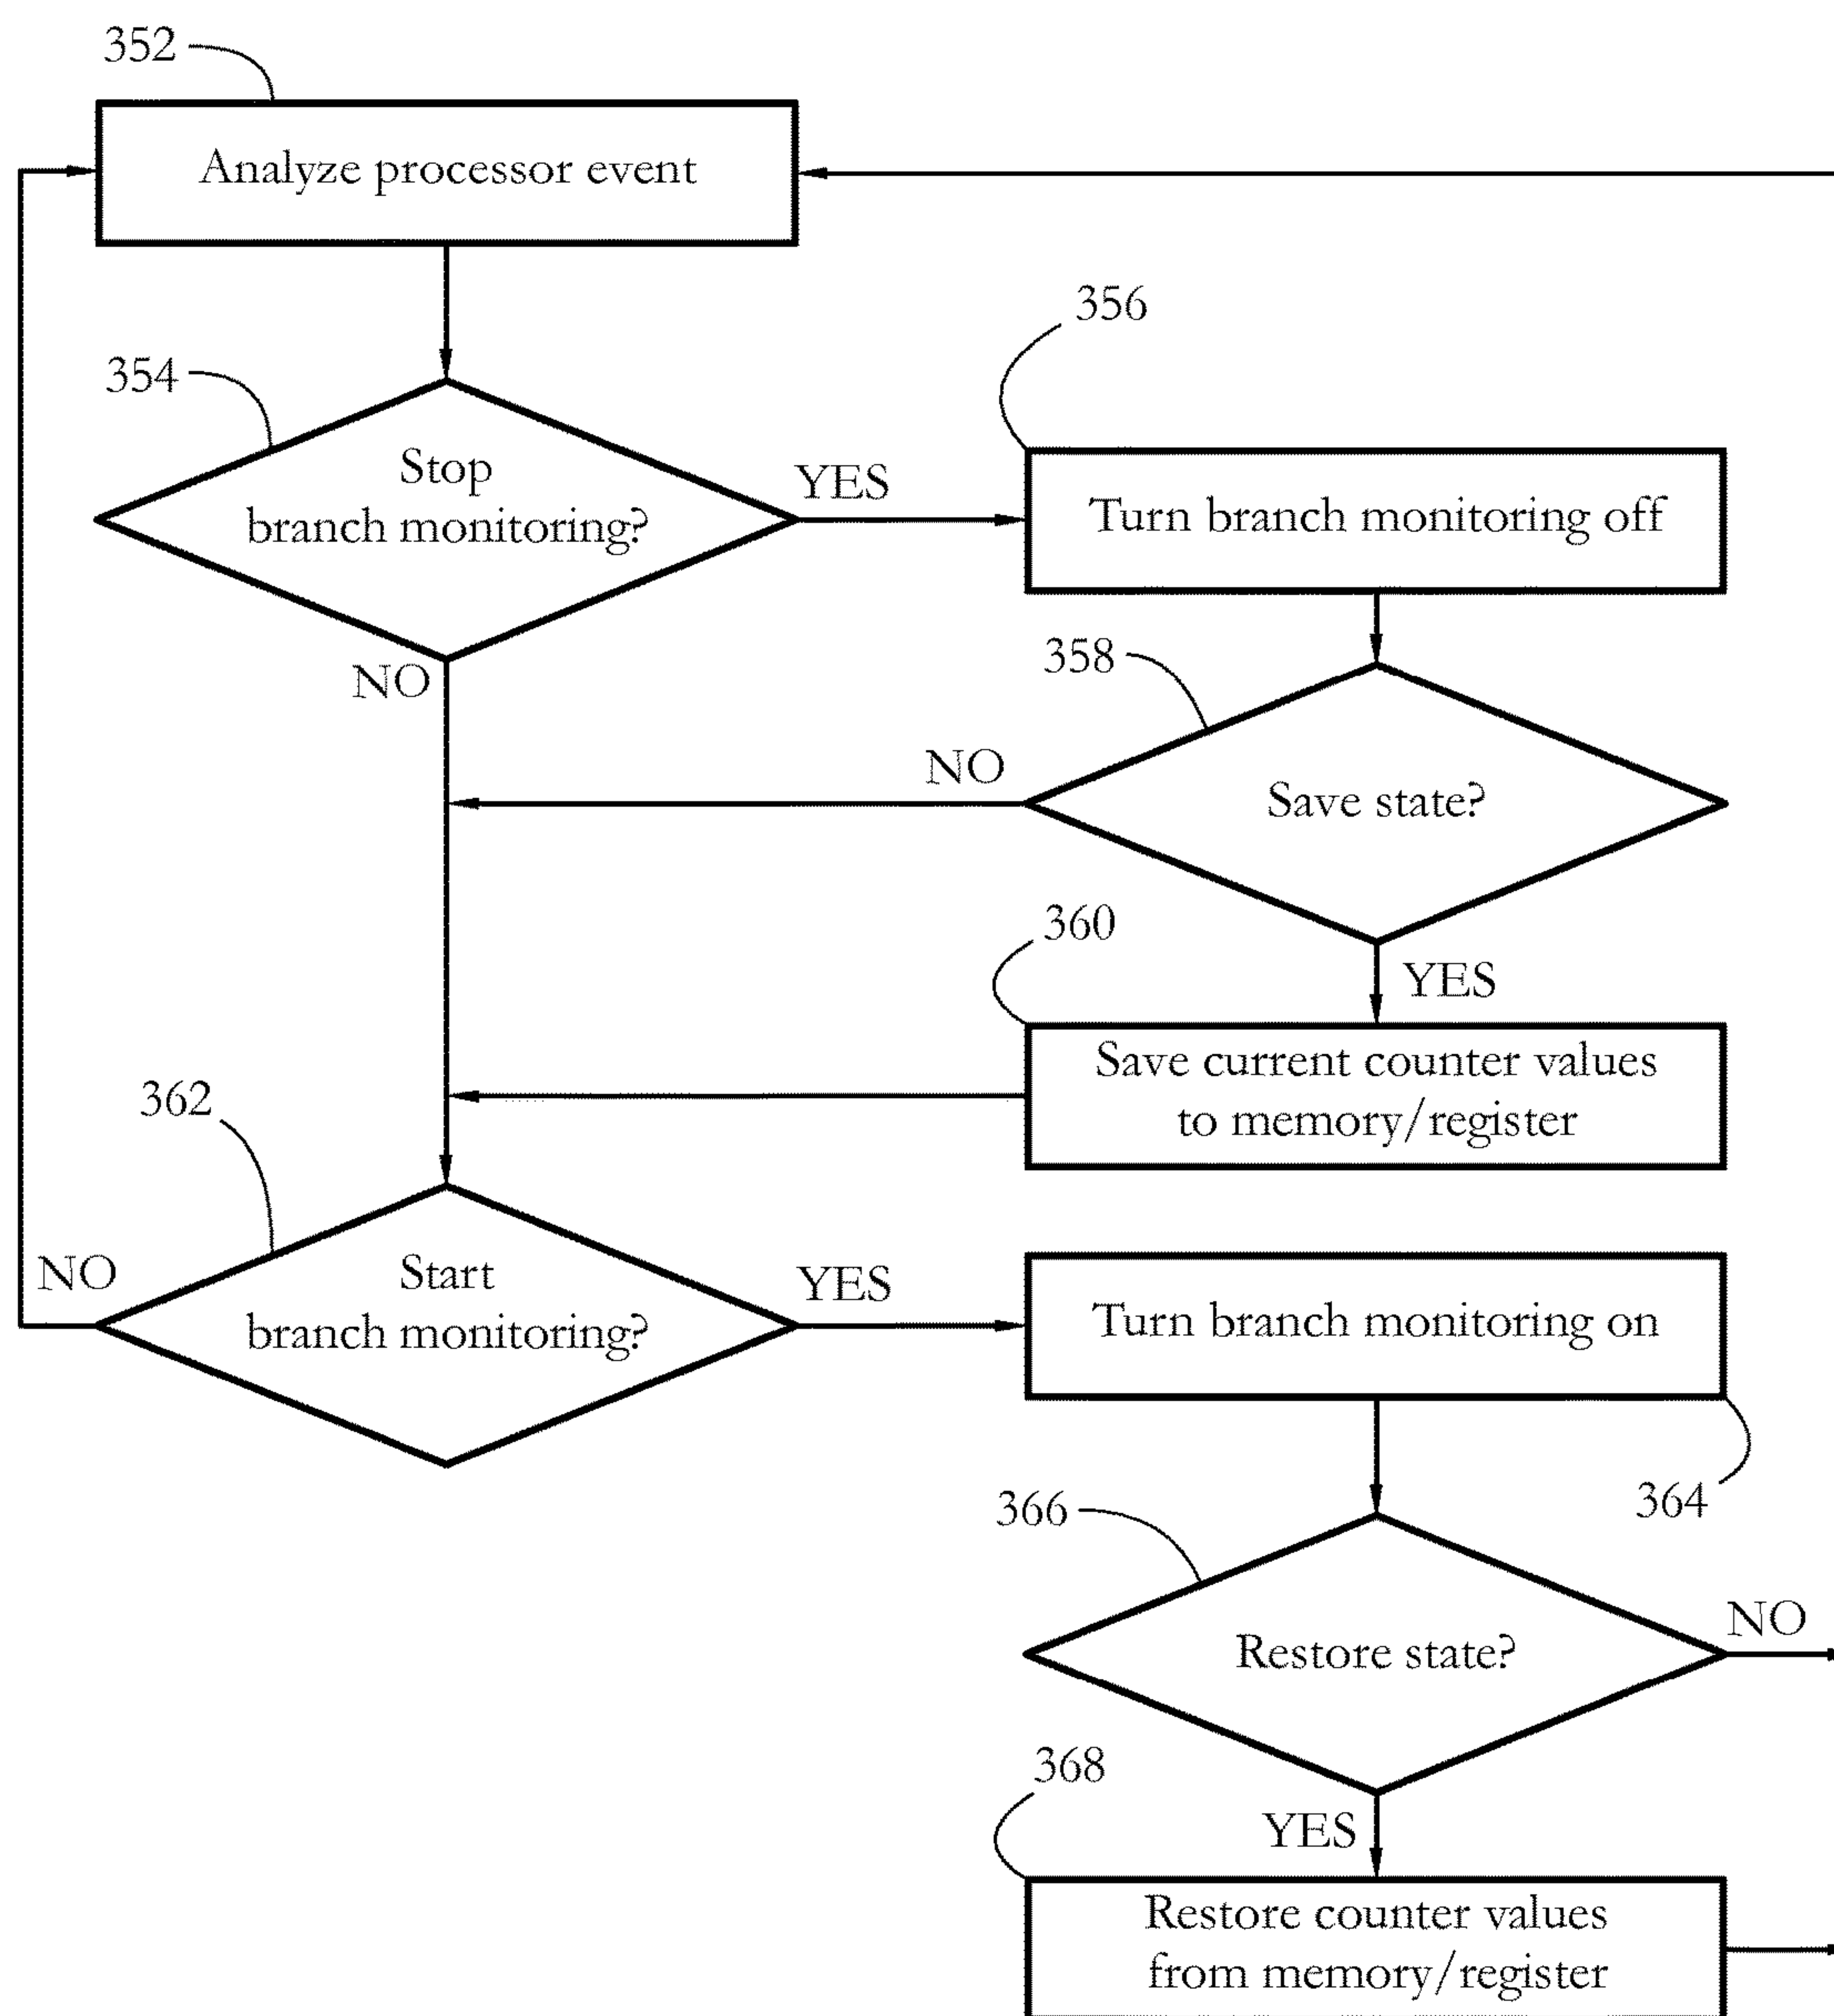 352
Analyze processor event
356
354
Stop
branch monitoring?
YES
Turn branch monitoring off
NO
358
NO
Save state?
360
YES
Save current counter values
to memory/register
362
NO
Start
branch monitoring?
YES
Turn branch monitoring on
364
366
Restore state?
NO
368
YES
Restore counter values
from memory/register